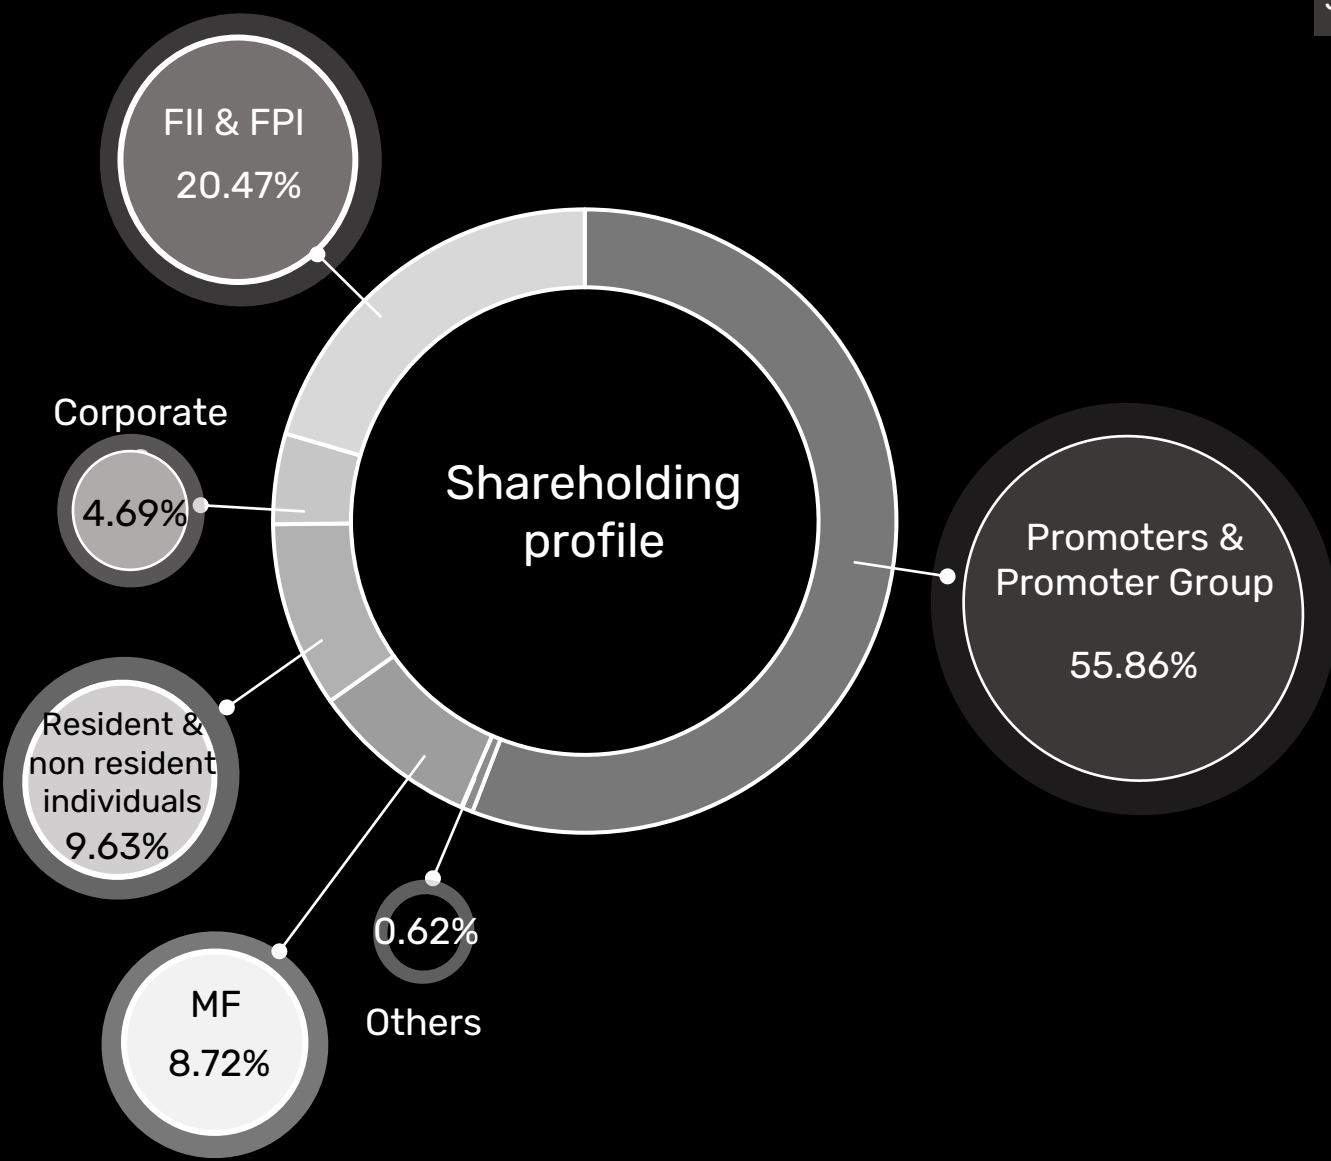 FII & FPI
20.47%
Corporate
4.69%
Shareholding
profile
Promoters &
Promoter Group
55.86%
Resident &
non resident
individuals
9.63%
0.62%
Others
MF
8.72%